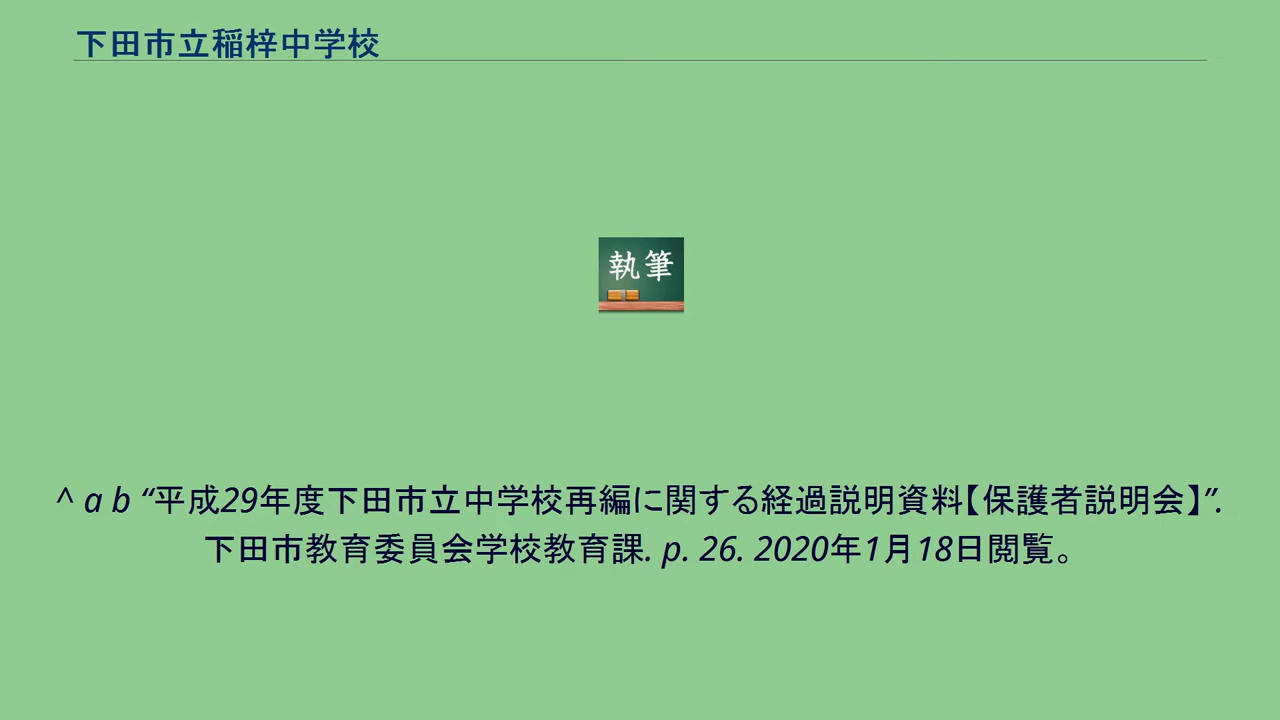 下田市立稲梓中学校
執筆
^ a b “平成29年度下田市立中学校再編に関する経過説明資料【保護者説明会】”.
下田市教育委員会学校教育課. p. 26. 2020年1月18日閲覧。